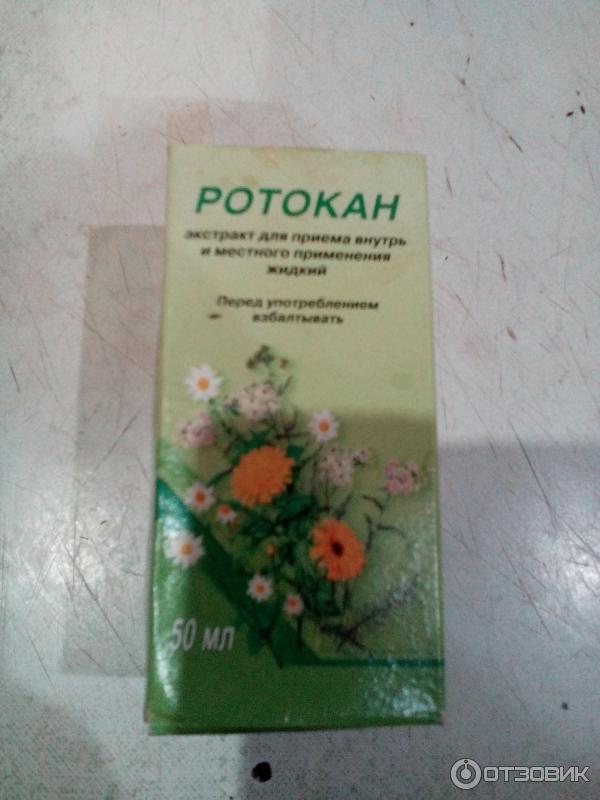 РОТОКАН
экстракт для приема внутрь
и местного применения
жидкий
Перед употреблением
взбалтывать
50 мл
ОТЗОВИК